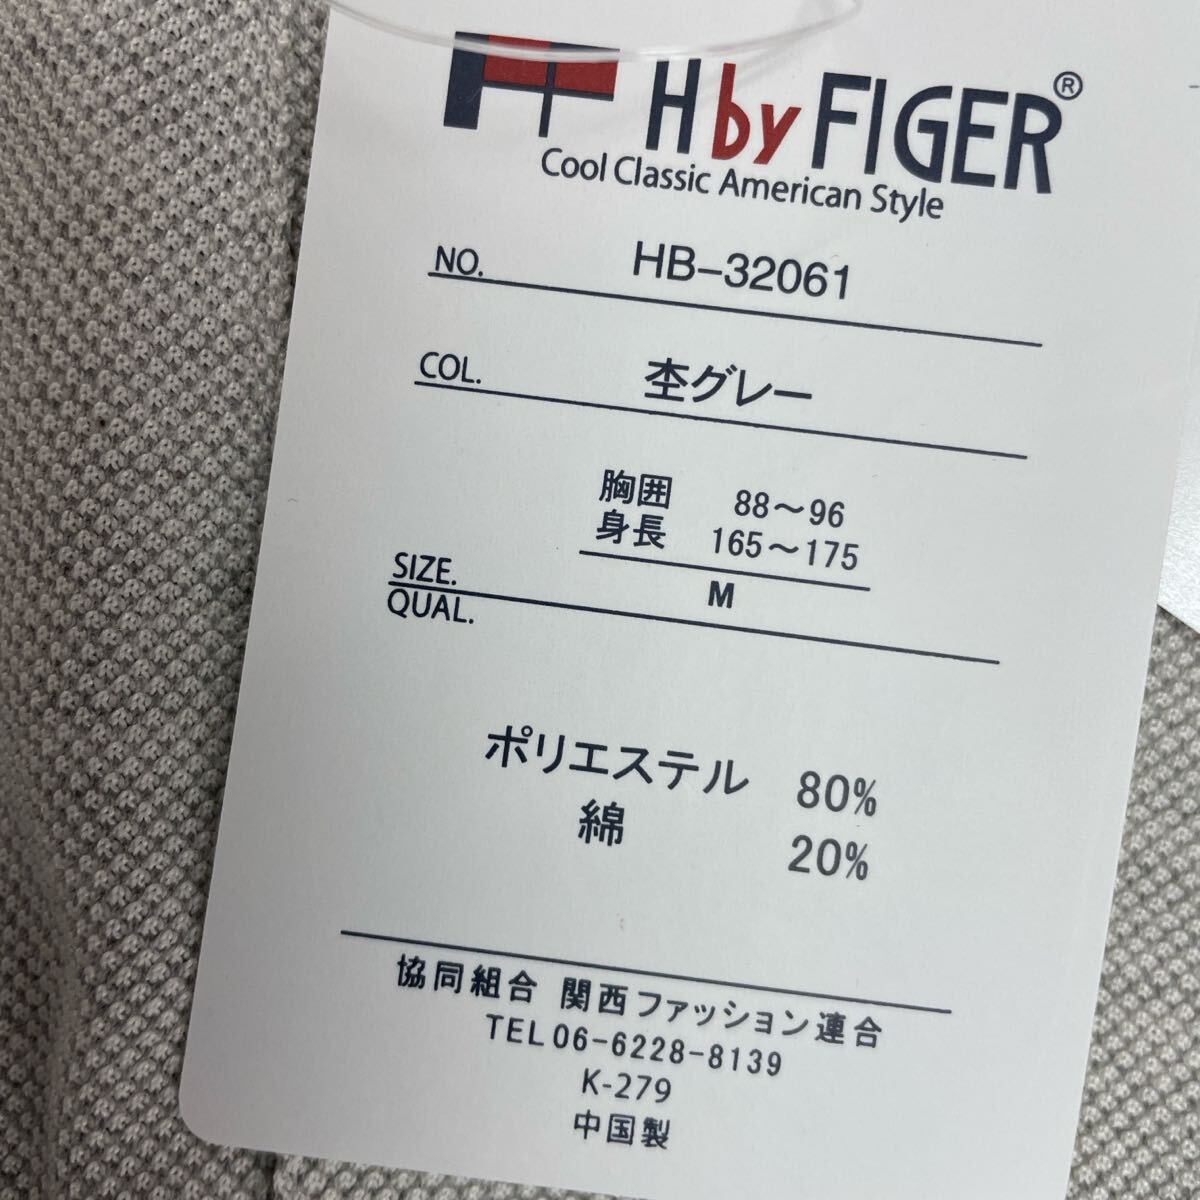 H by FIGER®
Cool Classic American Style
NO. HB-32061
COL. 杢グレー
胸囲 88～96
身長 165～175
SIZE. M
QUAL.
ポリエステル 80%
綿 20%
協同組合 関西ファッション連合
TEL 06-6228-8139
K-279
中国製